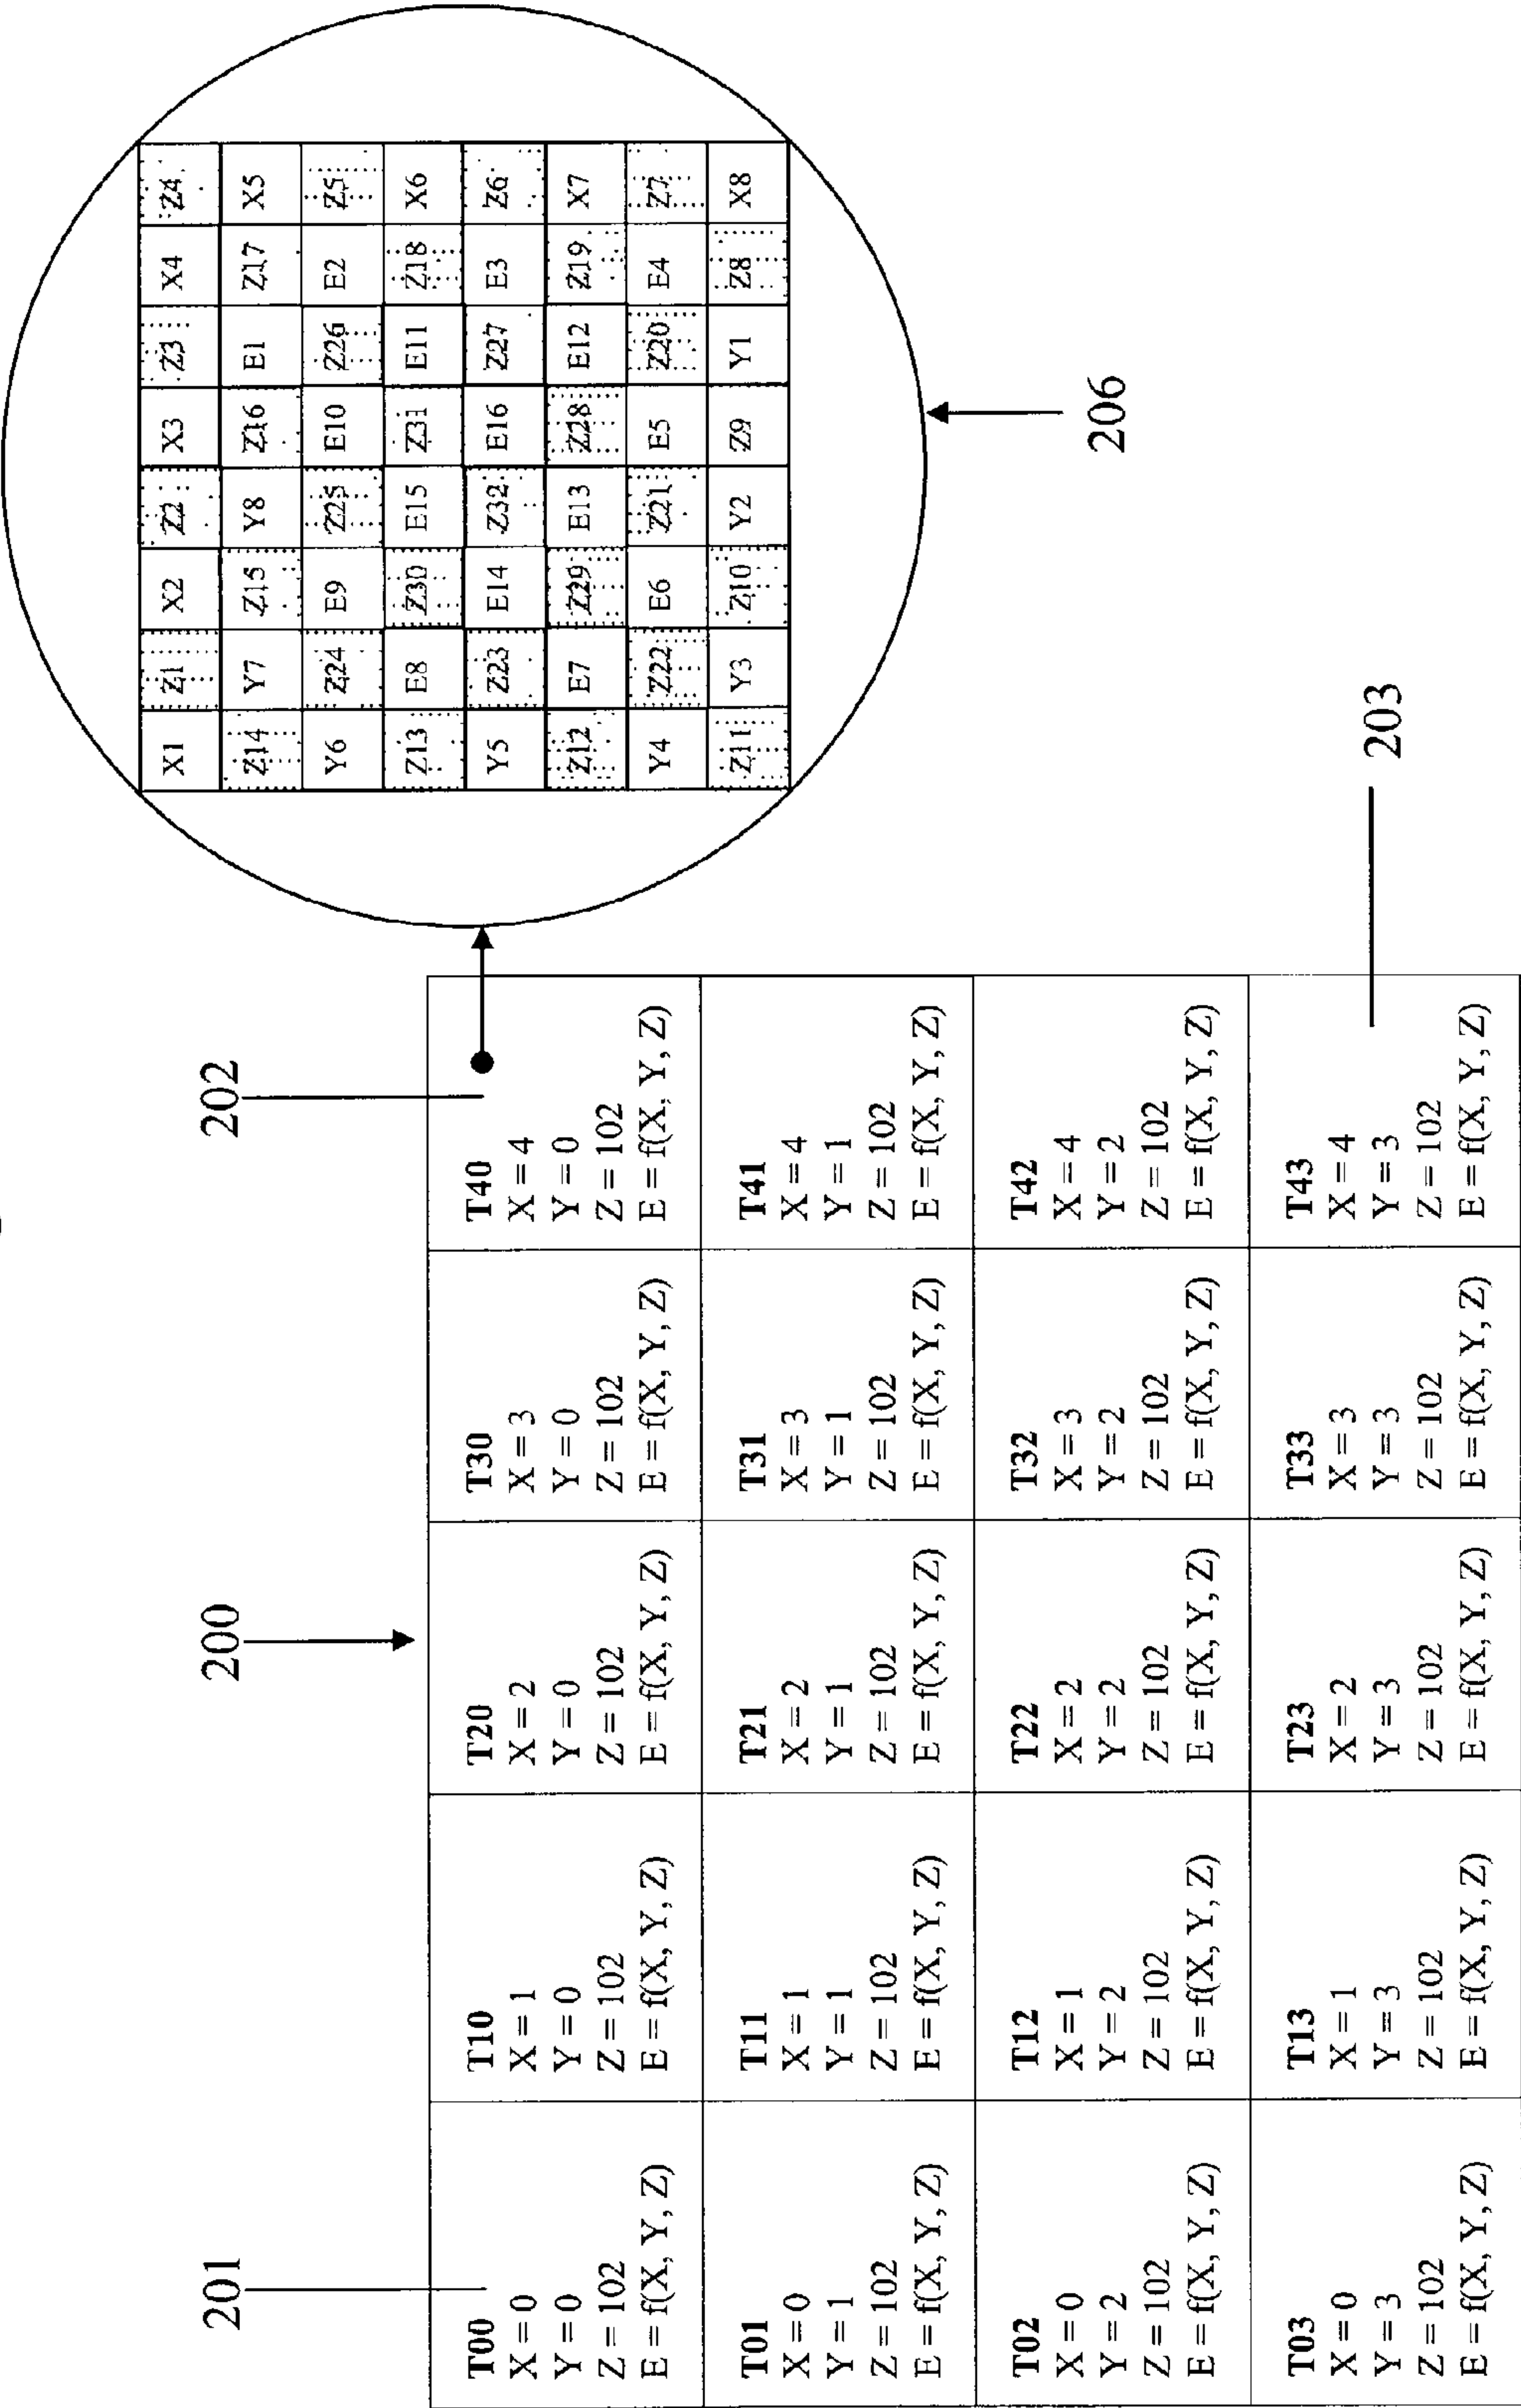 200
201
202
T00
X = 0
Y = 0
Z = 102
E = f(X, Y, Z)
T10
X = 1
Y = 0
Z = 102
E = f(X, Y, Z)
T20
X = 2
Y = 0
Z = 102
E = f(X, Y, Z)
T30
X = 3
Y = 0
Z = 102
E = f(X, Y, Z)
T40
X = 4
Y = 0
Z = 102
E = f(X, Y, Z)
T01
X = 0
Y = 1
Z = 102
E = f(X, Y, Z)
T11
X = 1
Y = 1
Z = 102
E = f(X, Y, Z)
T21
X = 2
Y = 1
Z = 102
E = f(X, Y, Z)
T31
X = 3
Y = 1
Z = 102
E = f(X, Y, Z)
T41
X = 4
Y = 1
Z = 102
E = f(X, Y, Z)
T02
X = 0
Y = 2
Z = 102
E = f(X, Y, Z)
T12
X = 1
Y = 2
Z = 102
E = f(X, Y, Z)
T22
X = 2
Y = 2
Z = 102
E = f(X, Y, Z)
T32
X = 3
Y = 2
Z = 102
E = f(X, Y, Z)
T42
X = 4
Y = 2
Z = 102
E = f(X, Y, Z)
T03
X = 0
Y = 3
Z = 102
E = f(X, Y, Z)
T13
X = 1
Y = 3
Z = 102
E = f(X, Y, Z)
T23
X = 2
Y = 3
Z = 102
E = f(X, Y, Z)
T33
X = 3
Y = 3
Z = 102
E = f(X, Y, Z)
T43
X = 4
Y = 3
Z = 102
E = f(X, Y, Z)
203
X1 Z1 X2 Z2 X3 Z3 X4 Z4
Z14 Y7 Z15 Y8 Z16 E1 Z17 X5
Y6 Z24 E9 Z25 E10 Z26 E2 Z5
Z13 E8 Z30 E15 Z31 E11 Z18 X6
Y5 Z23 E14 Z32 E16 Z27 E3 Z6
Z12 E7 Z29 E13 Z28 E12 Z19 X7
Y4 Z22 E6 Z21 E5 Z20 E4 Z7
Z11 Y3 Z10 Y2 Z9 Y1 Z8 X8
206